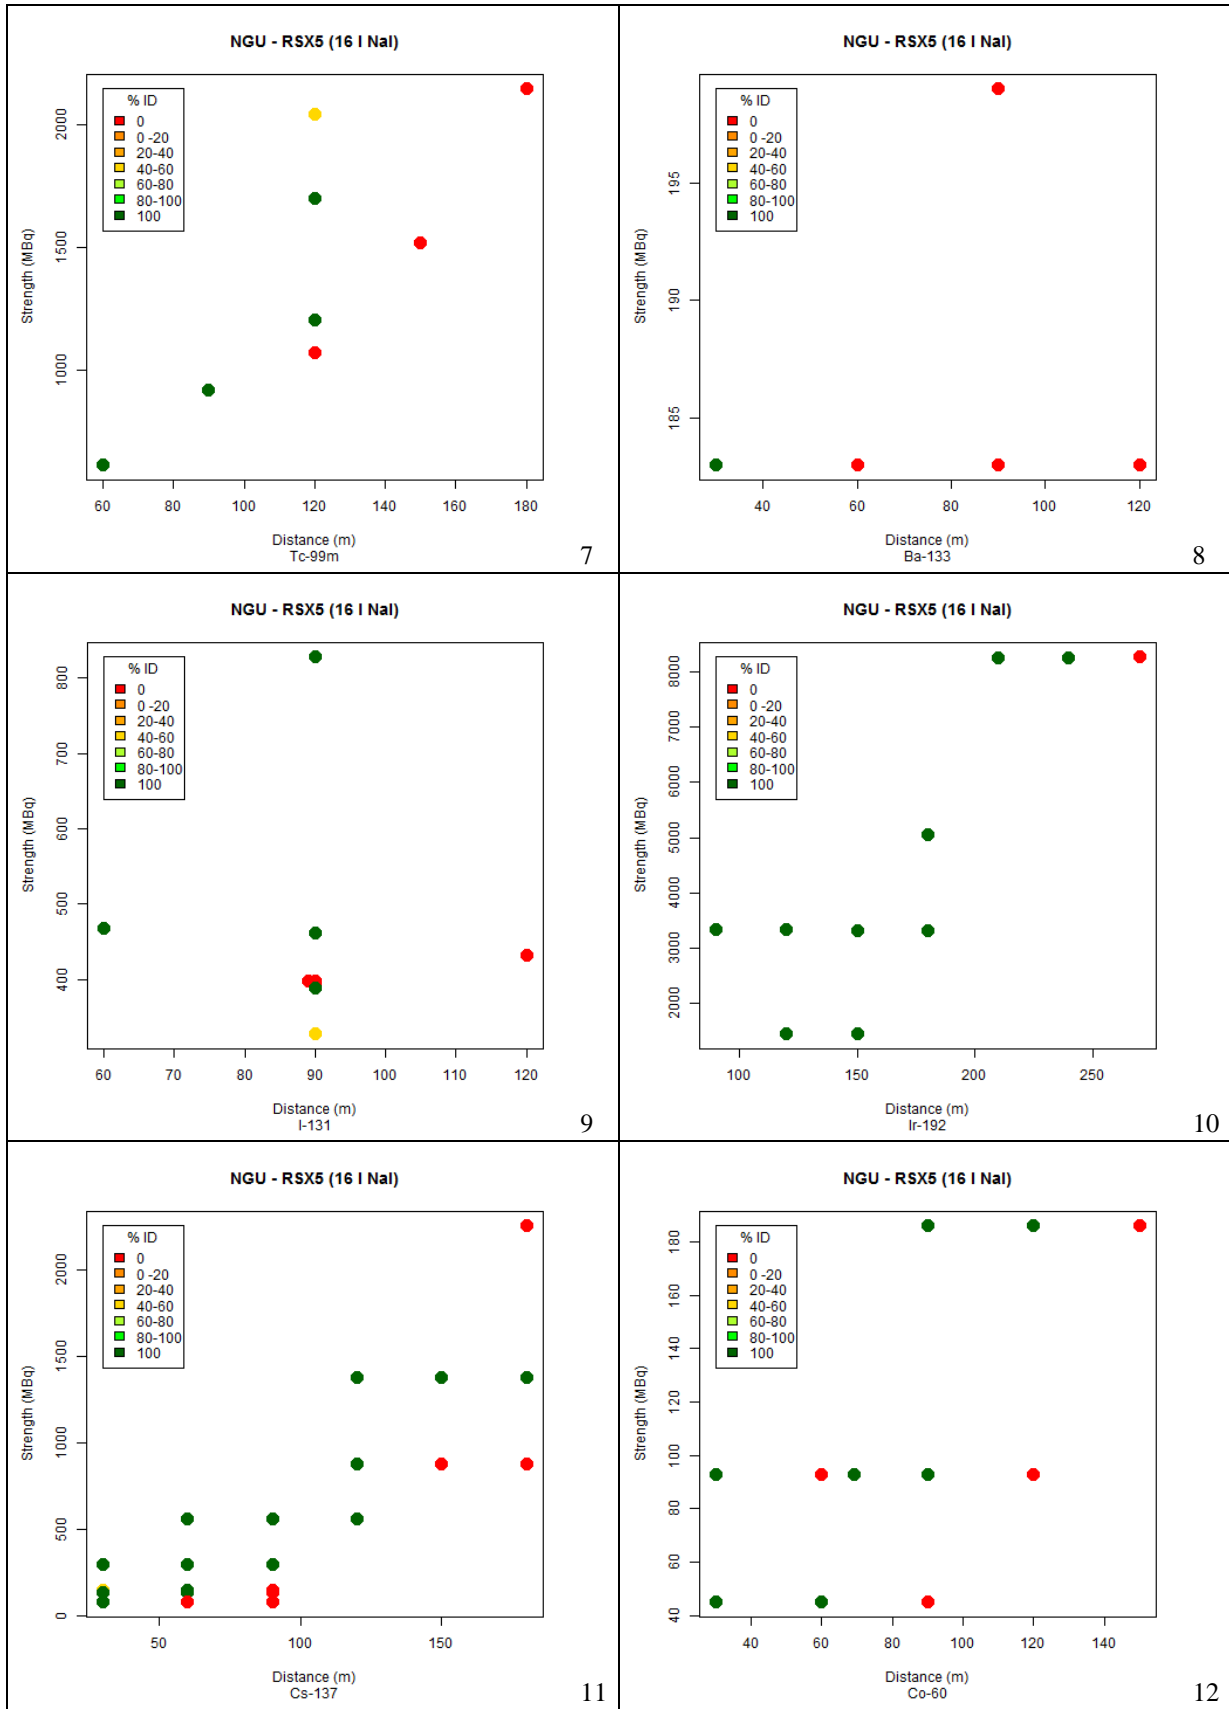 NGU - RSX5 (16 l NaI)
% ID
0
0 -20
20-40
40-60
60-80
80-100
100
Strength (MBq)
2000
1500
1000
60 80 100 120 140 160 180
Distance (m)
Tc-99m
7
NGU - RSX5 (16 l NaI)
% ID
0
0 -20
20-40
40-60
60-80
80-100
100
Strength (MBq)
195
190
185
40 60 80 100 120
Distance (m)
Ba-133
8
NGU - RSX5 (16 l NaI)
% ID
0
0 -20
20-40
40-60
60-80
80-100
100
Strength (MBq)
800
700
600
500
400
60 70 80 90 100 110 120
Distance (m)
I-131
9
NGU - RSX5 (16 l NaI)
% ID
0
0 -20
20-40
40-60
60-80
80-100
100
Strength (MBq)
8000
7000
6000
5000
4000
3000
2000
100 150 200 250
Distance (m)
Ir-192
10
NGU - RSX5 (16 l NaI)
% ID
0
0 -20
20-40
40-60
60-80
80-100
100
Strength (MBq)
2000
1500
1000
500
0
50 100 150
Distance (m)
Cs-137
11
NGU - RSX5 (16 l NaI)
% ID
0
0 -20
20-40
40-60
60-80
80-100
100
Strength (MBq)
180
160
140
120
100
80
60
40
40 60 80 100 120 140
Distance (m)
Co-60
12